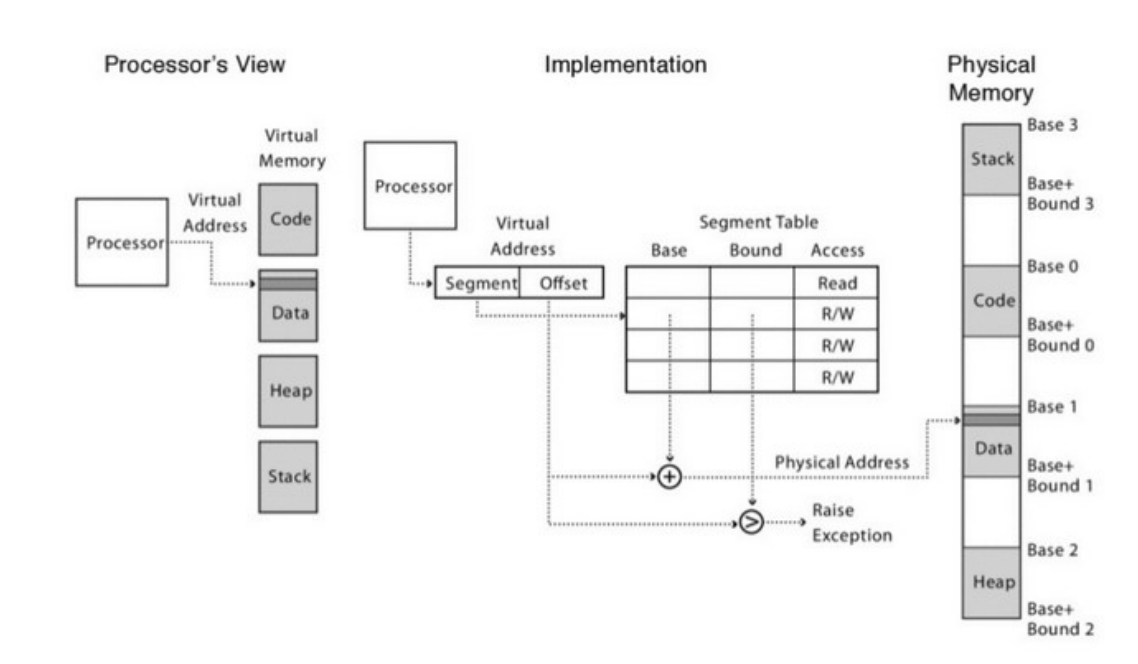 Processor's View
Implementation
Physical
Memory
Virtual
Memory
Processor
Virtual
Address
Code
Data
Heap
Stack
Processor
Virtual
Address
Segment Offset
Segment Table
Base Bound Access
Read
R/W
R/W
R/W
Physical Address
Raise
Exception
Base 3
Stack
Base+
Bound 3
Base 0
Code
Base+
Bound 0
Base 1
Data
Base+
Bound 1
Base 2
Heap
Base+
Bound 2